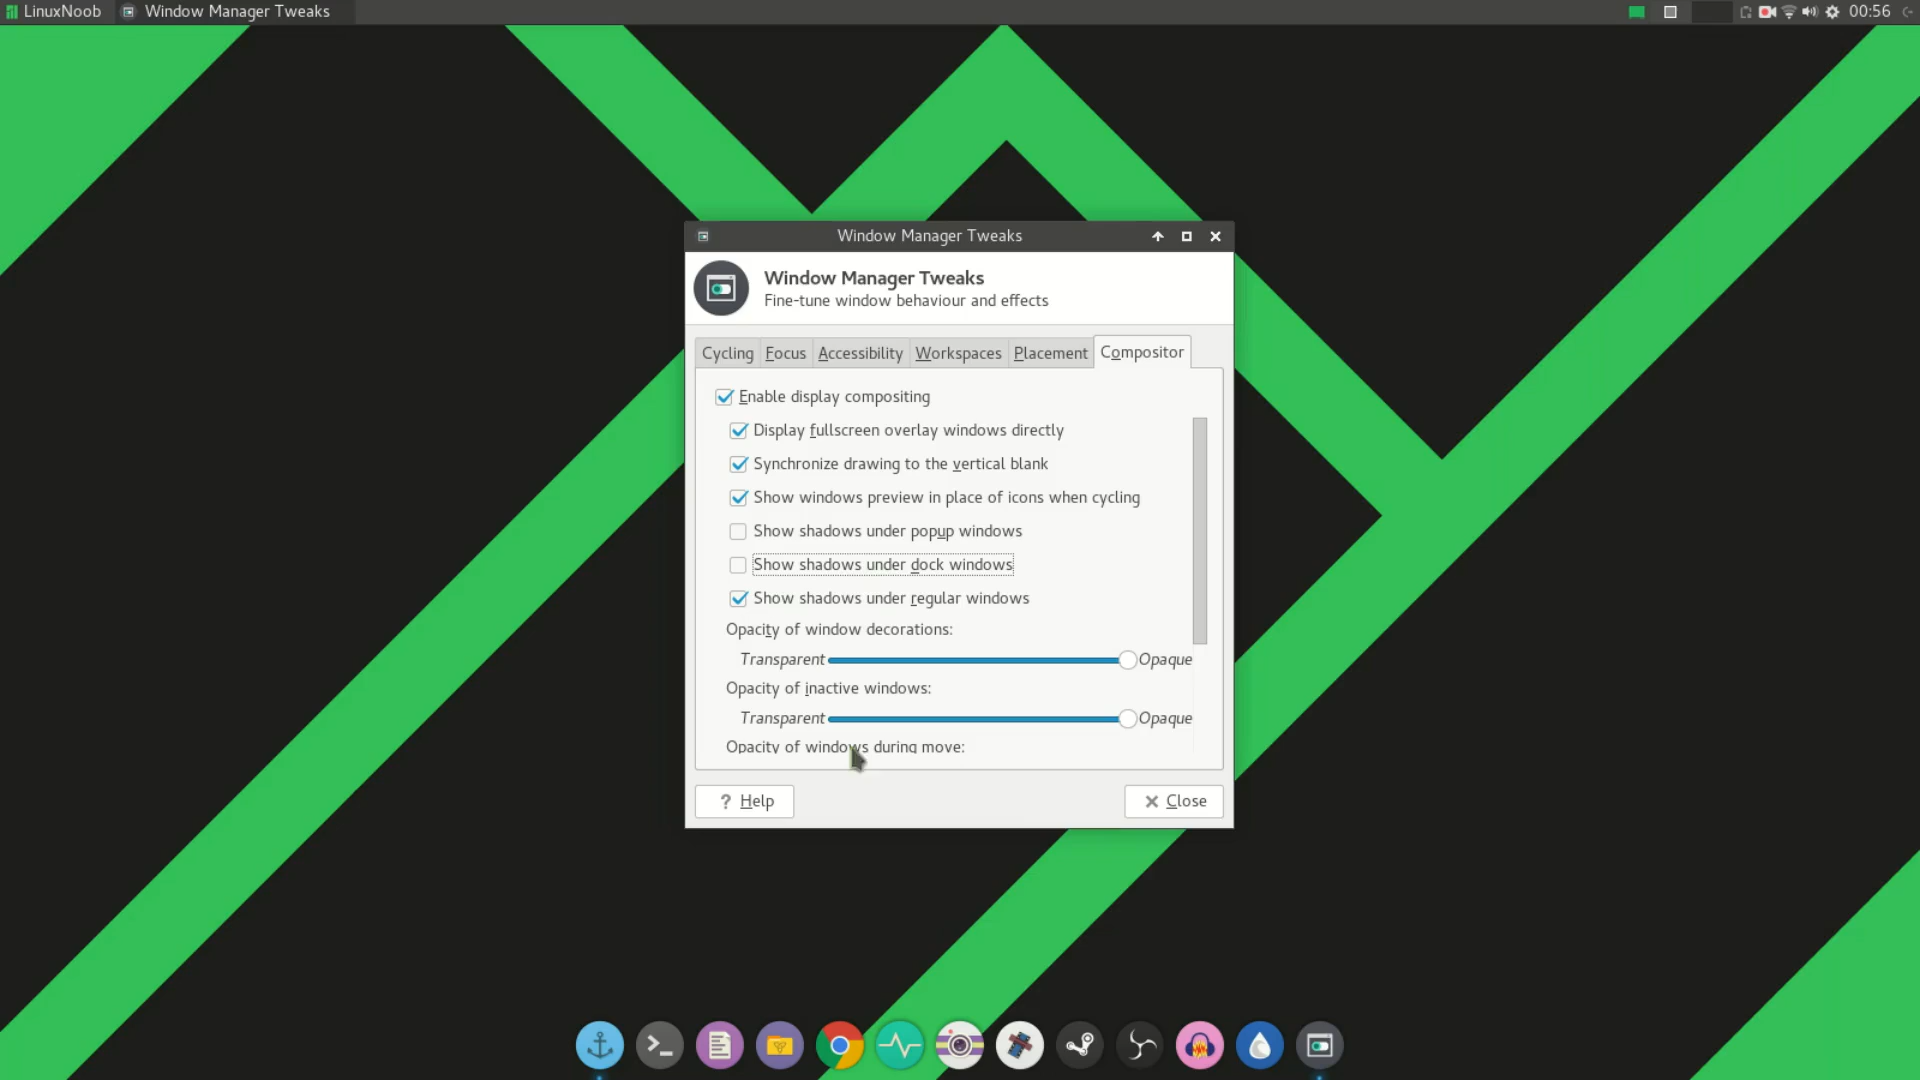 LinuxNoob
Window Manager Tweaks
00:56
Window Manager Tweaks
Window Manager Tweaks
Fine-tune window behaviour and effects
Cycling
Focus
Accessibility
Workspaces
Placement
Compositor
Enable display compositing
Display fullscreen overlay windows directly
Synchronize drawing to the vertical blank
Show windows preview in place of icons when cycling
Show shadows under popup windows
Show shadows under dock windows
Show shadows under regular windows
Opacity of window decorations:
Transparent
Opaque
Opacity of inactive windows:
Transparent
Opaque
Opacity of windows during move:
? Help
Close